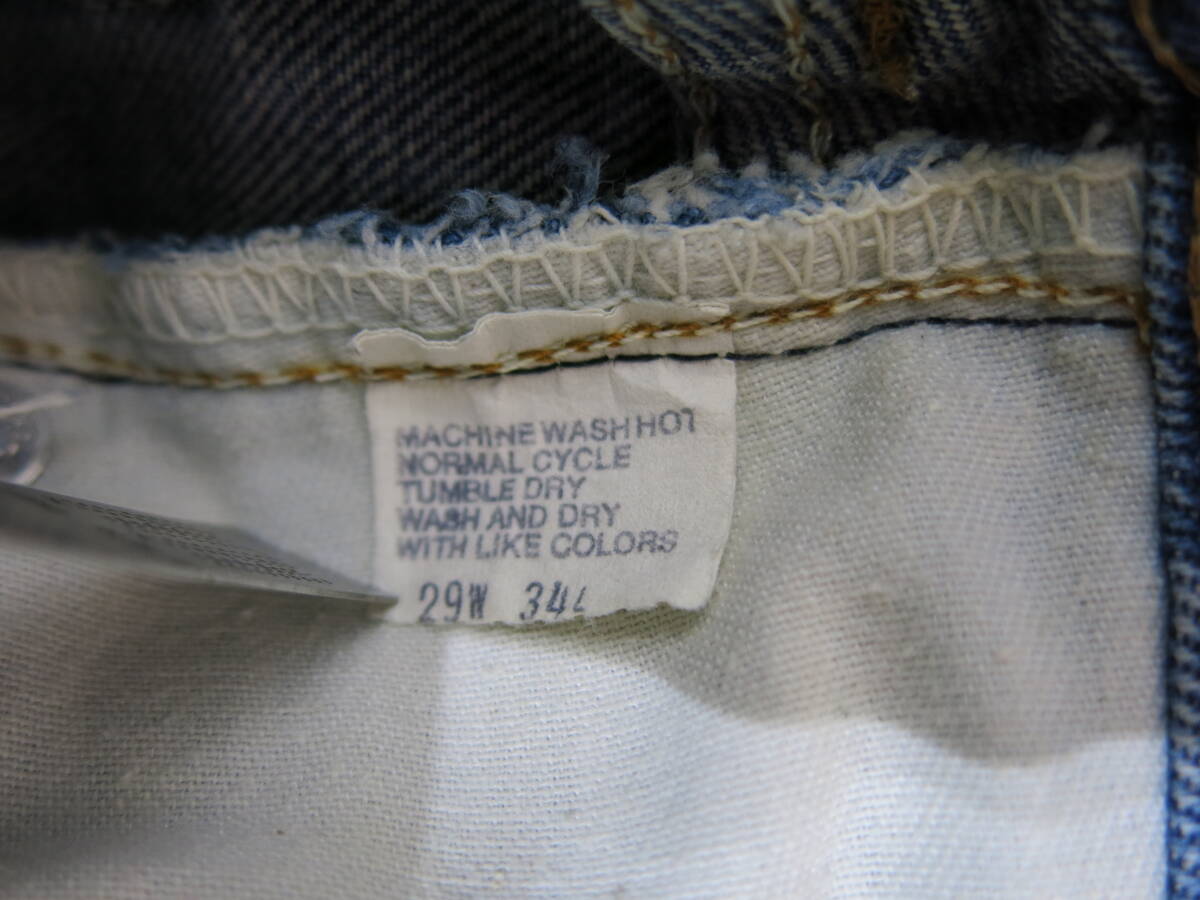 MACHINE WASH HOT
NORMAL CYCLE
TUMBLE DRY
WASH AND DRY
WITH LIKE COLORS
29W 34L